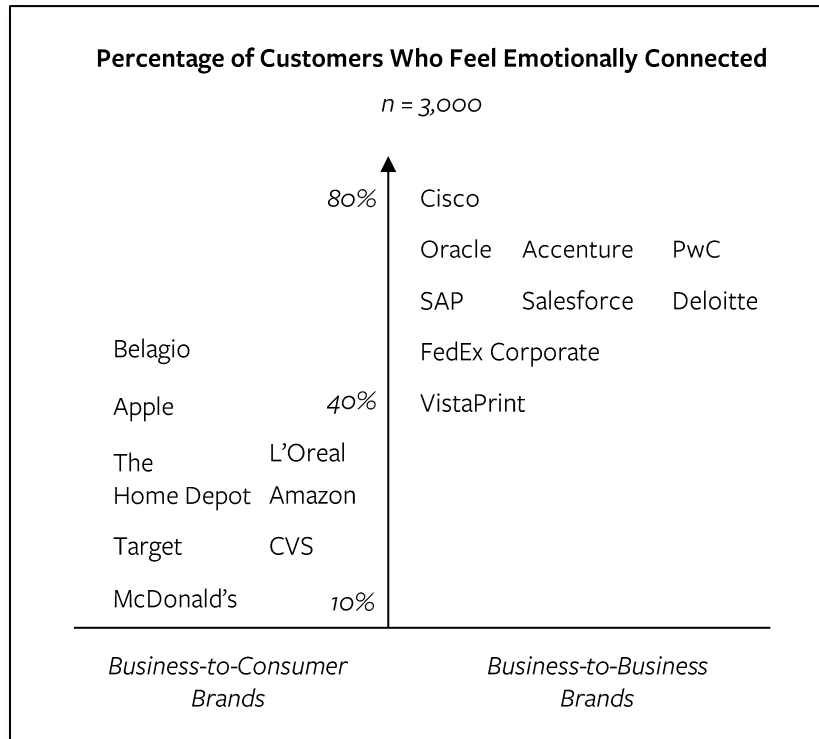 Percentage of Customers Who Feel Emotionally Connected
n = 3,000
80% Cisco
Oracle Accenture PwC
SAP Salesforce Deloitte
Belagio FedEx Corporate
Apple 40% VistaPrint
The L’Oreal
Home Depot Amazon
Target CVS
McDonald’s 10%
Business-to-Consumer Business-to-Business
Brands Brands